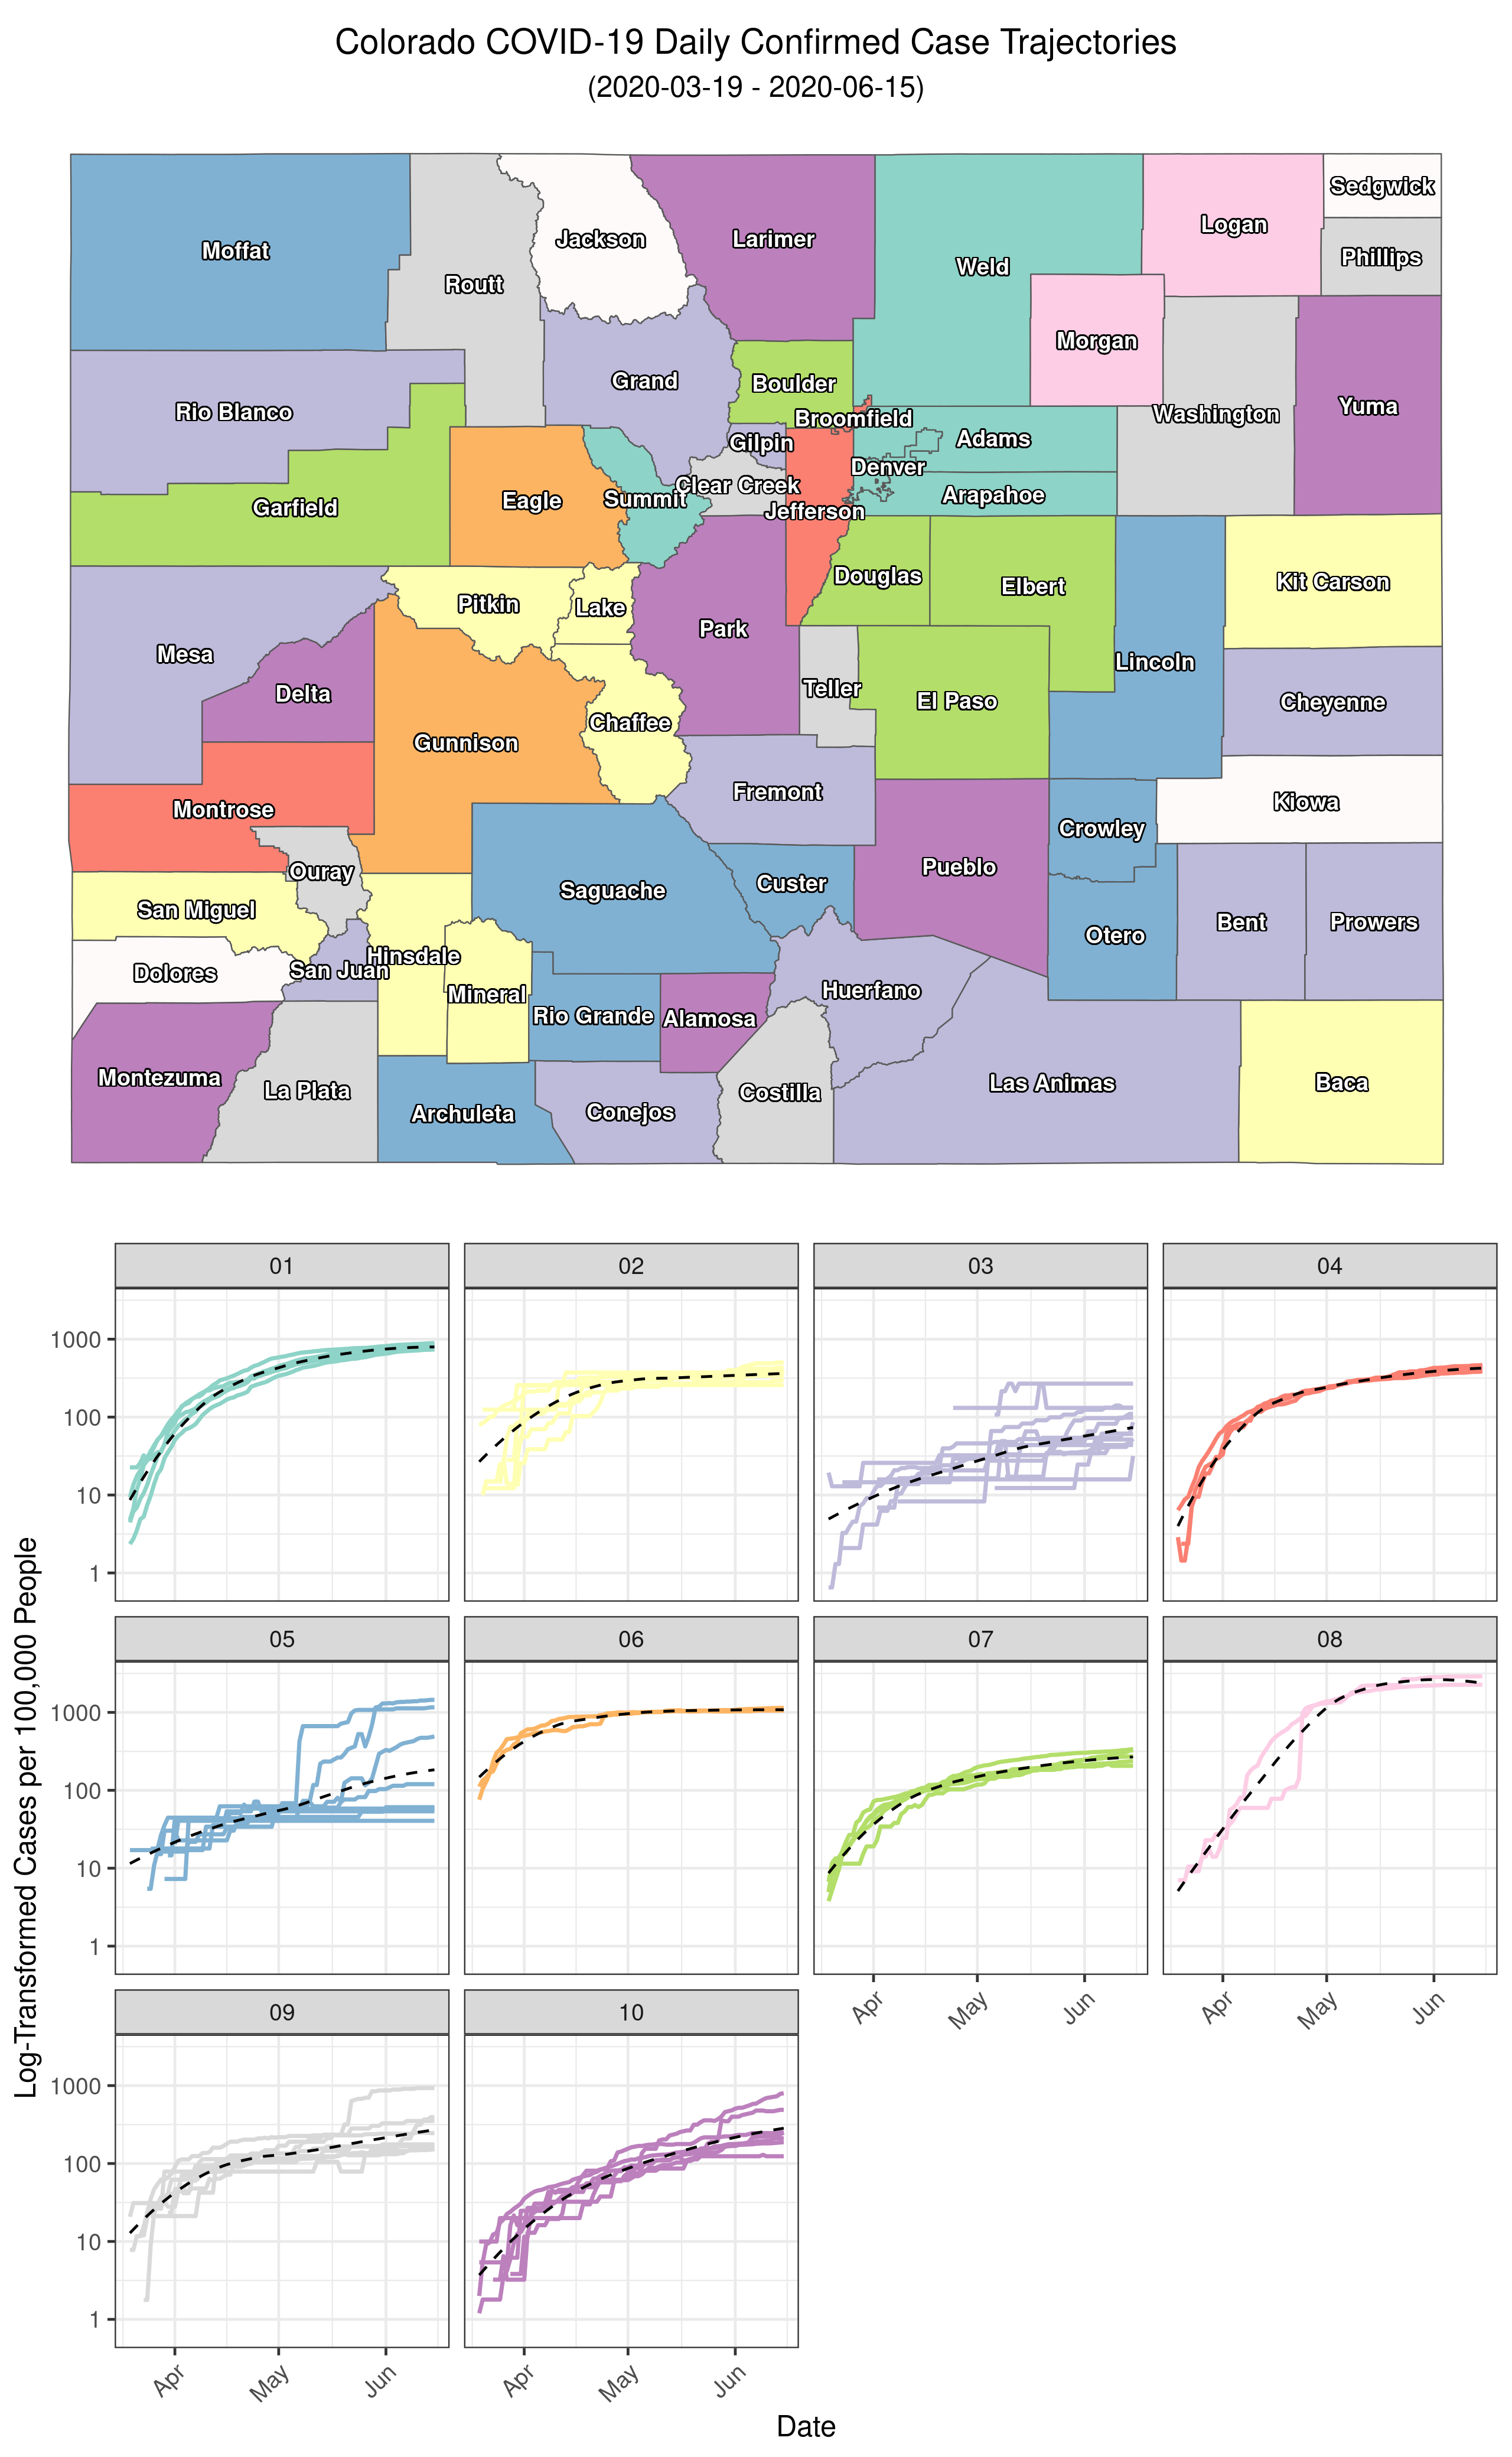 Colorado COVID-19 Daily Confirmed Case Trajectories
(2020-03-19 - 2020-06-15)
Sedgwick
Logan
Moffat
Jackson
Larimer
Weld
Phillips
Routt
Morgan
Grand
Boulder
Rio Blanco
Washington
Yuma
Broomfield
Gilpin
Adams
Denver
Clear Creek
Eagle
Summit
Arapahoe
Garfield
Jefferson
Douglas
Elbert
Kit Carson
Pitkin
Lake
Park
Mesa
Lincoln
Delta
Teller
El Paso
Cheyenne
Chaffee
Gunnison
Fremont
Montrose
Kiowa
Crowley
Ouray
Pueblo
Custer
Saguache
San Miguel
Bent
Prowers
Otero
Hinsdale
Dolores
San Juan
Mineral
Huerfano
Rio Grande
Alamosa
Montezuma
La Plata
Las Animas
Baca
Costilla
Archuleta
Conejos
01 02 03 04
1000
100
10
1
05 06 07 08
1000
100
10
1
Apr May Jun Apr May Jun
09 10
1000
100
10
1
Apr May Jun Apr May Jun
Log-Transformed Cases per 100,000 People
Date